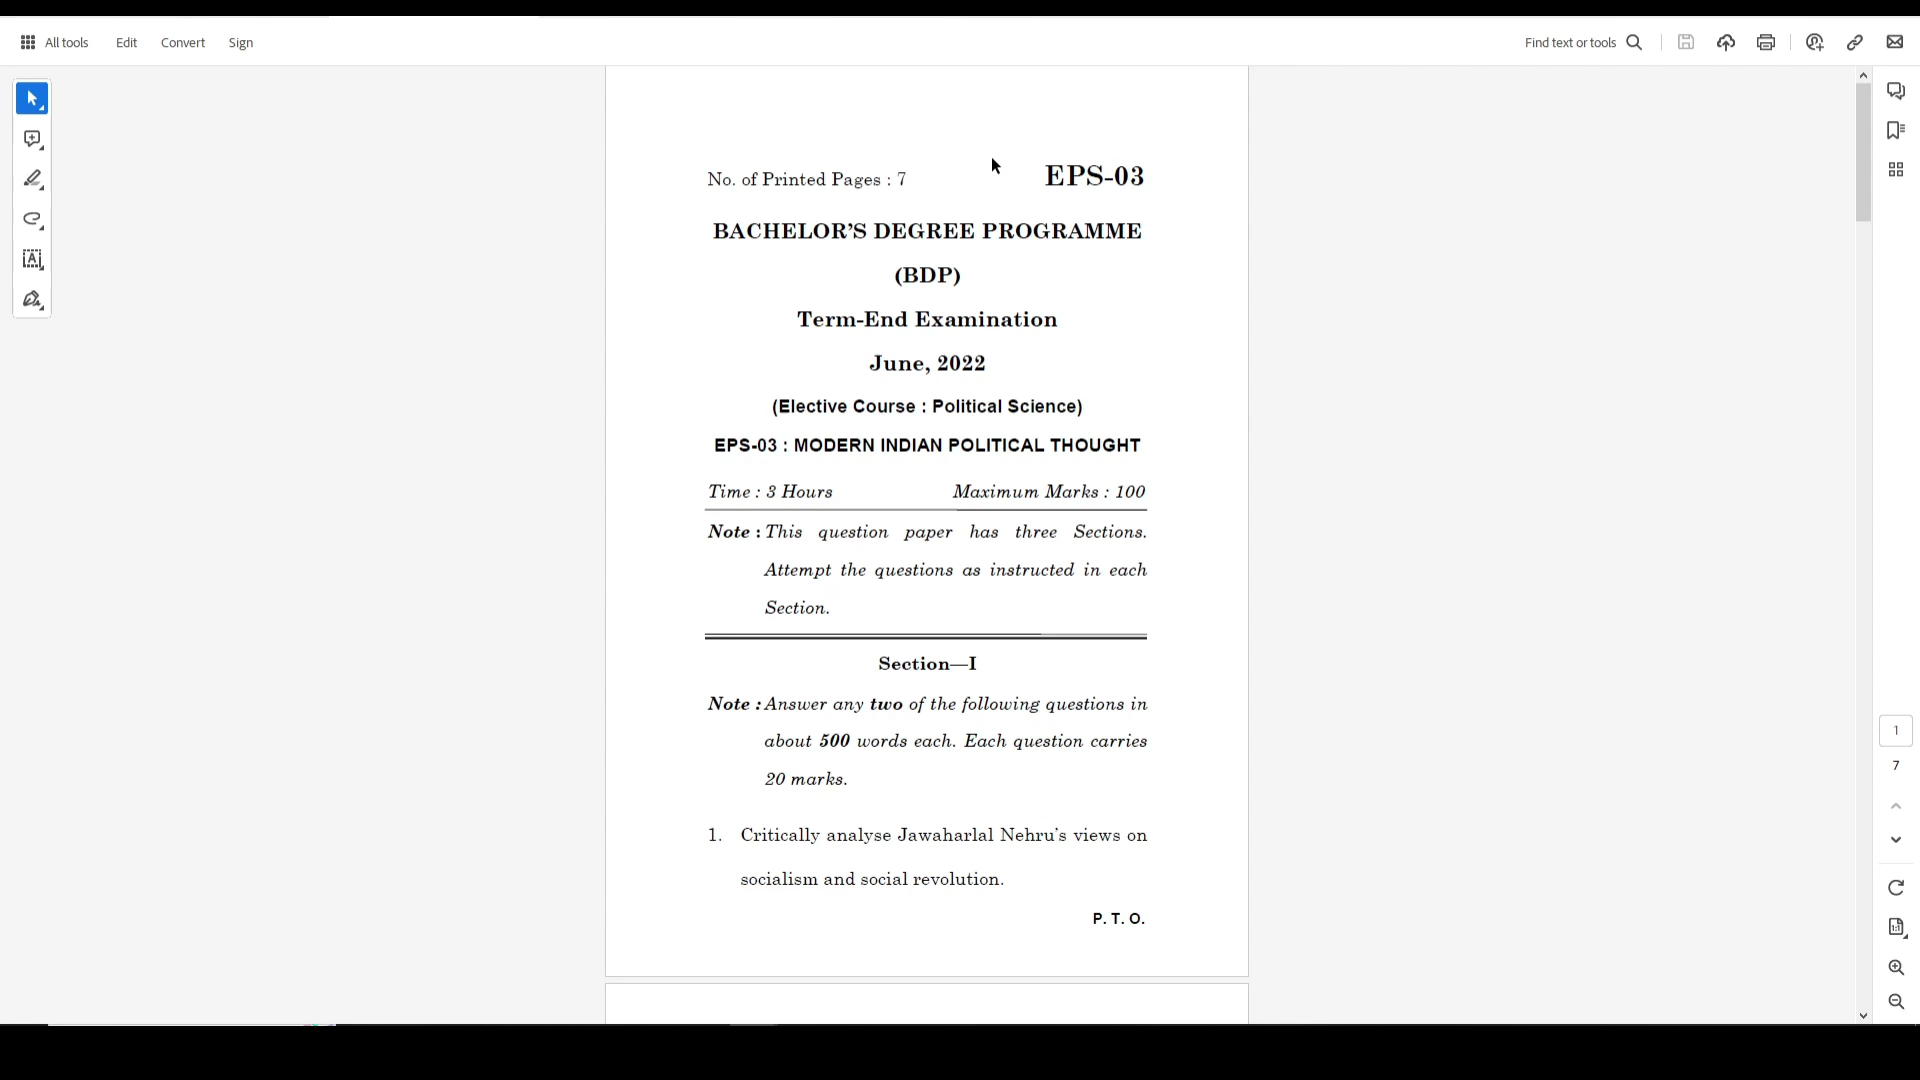 All tools Edit Convert Sign Find text or tools
No. of Printed Pages : 7 EPS-03
BACHELOR'S DEGREE PROGRAMME
(BDP)
Term-End Examination
June, 2022
(Elective Course : Political Science)
EPS-03 : MODERN INDIAN POLITICAL THOUGHT
Time : 3 Hours Maximum Marks : 100
Note : This question paper has three Sections.
Attempt the questions as instructed in each
Section.
Section—I
Note : Answer any two of the following questions in
about 500 words each. Each question carries
20 marks.
1. Critically analyse Jawaharlal Nehru's views on
socialism and social revolution.
P. T. O.
1
7